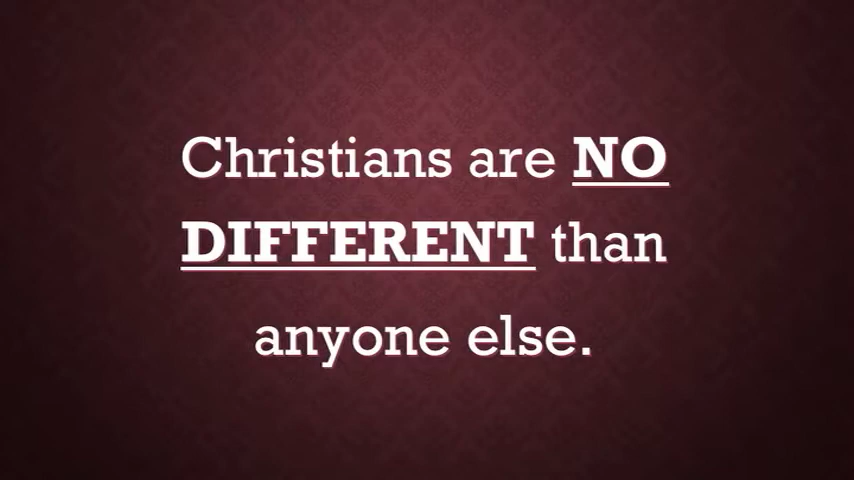 Christians are NO
DIFFERENT than
anyone else.